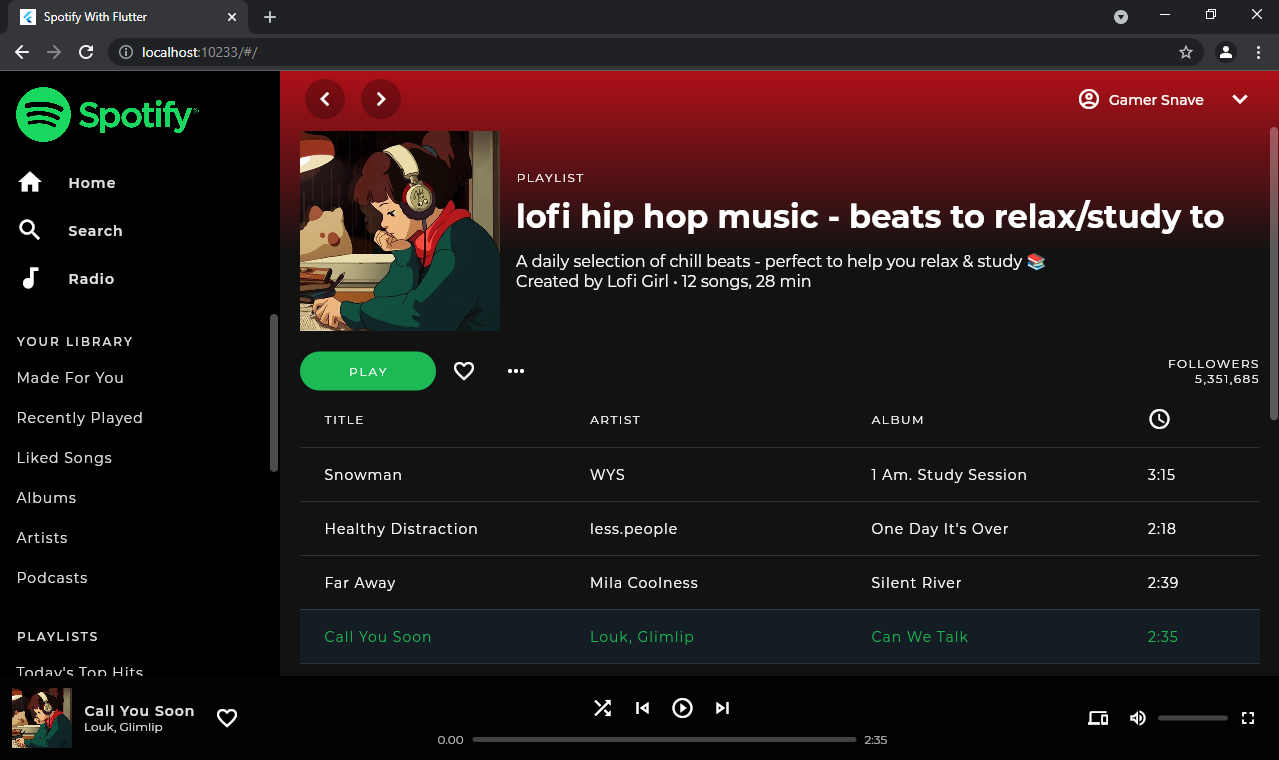 Spotify With Flutter
localhost:10233/#/
Spotify
Gamer Snave
Home
Search
Radio
YOUR LIBRARY
Made For You
Recently Played
Liked Songs
Albums
Artists
Podcasts
PLAYLISTS
Today's Top Hits
PLAYLIST
lofi hip hop music - beats to relax/study to
A daily selection of chill beats - perfect to help you relax & study 📚
Created by Lofi Girl • 12 songs, 28 min
PLAY
FOLLOWERS
5,351,685
TITLE ARTIST ALBUM
Snowman WYS 1 Am. Study Session 3:15
Healthy Distraction less.people One Day It's Over 2:18
Far Away Mila Coolness Silent River 2:39
Call You Soon Louk, Glimlip Can We Talk 2:35
Call You Soon
Louk, Glimlip
0.00 2:35